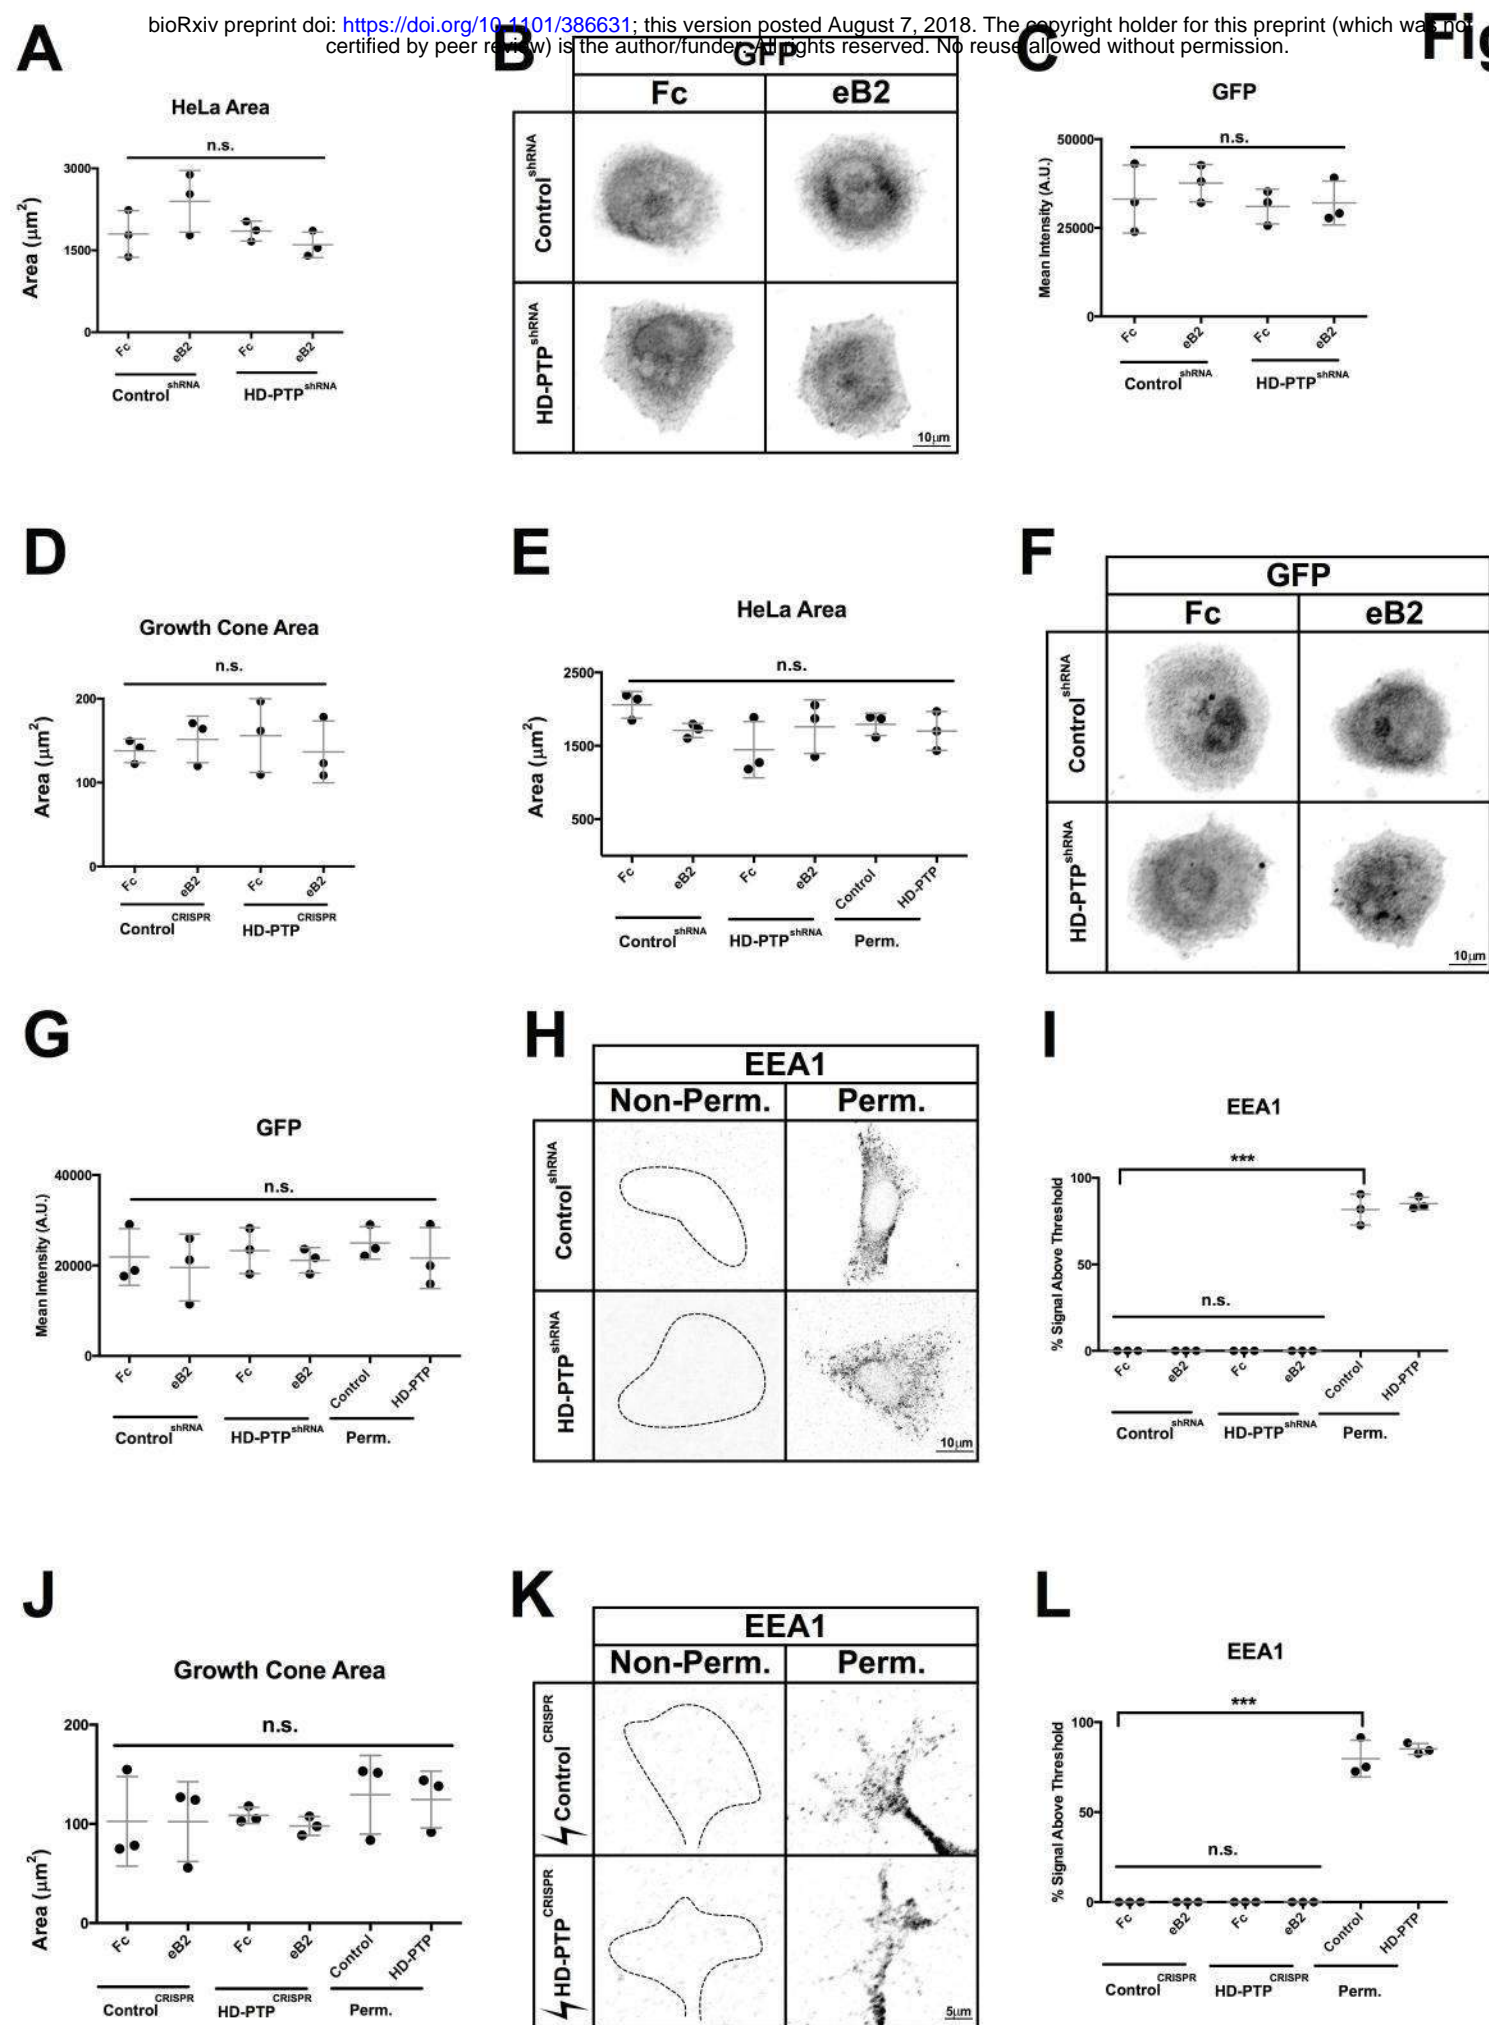 bioRxiv preprint doi: https://doi.org/10.1101/386631; this version posted August 7, 2018. The copyright holder for this preprint (which was not
certified by peer review) is the author/funder. All rights reserved. No reuse allowed without permission.
Fig
A
HeLa Area
n.s.
3000
1500
0
Area (μm²)
Fc eB2 Fc eB2
Control shRNA HD-PTP shRNA
B
GFP
Fc eB2
Control shRNA
HD-PTP shRNA
10μm
C
GFP
n.s.
50000
25000
0
Mean Intensity (A.U.)
Fc eB2 Fc eB2
Control shRNA HD-PTP shRNA
D
Growth Cone Area
n.s.
200
100
0
Area (μm²)
Fc eB2 Fc eB2
Control CRISPR HD-PTP CRISPR
E
HeLa Area
n.s.
2500
1500
500
Area (μm²)
Fc eB2 Fc eB2 Control HD-PTP
Control shRNA HD-PTP shRNA Perm.
F
GFP
Fc eB2
Control shRNA
HD-PTP shRNA
10μm
G
GFP
n.s.
40000
20000
0
Mean Intensity (A.U.)
Fc eB2 Fc eB2 Control HD-PTP
Control shRNA HD-PTP shRNA Perm.
H
EEA1
Non-Perm. Perm.
Control shRNA
HD-PTP shRNA
10μm
I
EEA1
***
100
50
0
n.s.
% Signal Above Threshold
Fc eB2 Fc eB2 Control HD-PTP
Control shRNA HD-PTP shRNA Perm.
J
Growth Cone Area
n.s.
200
100
0
Area (μm²)
Fc eB2 Fc eB2 Control HD-PTP
Control CRISPR HD-PTP CRISPR Perm.
K
EEA1
Non-Perm. Perm.
Control CRISPR
HD-PTP CRISPR
5μm
L
EEA1
***
100
50
0
n.s.
% Signal Above Threshold
Fc eB2 Fc eB2 Control HD-PTP
Control CRISPR HD-PTP CRISPR Perm.